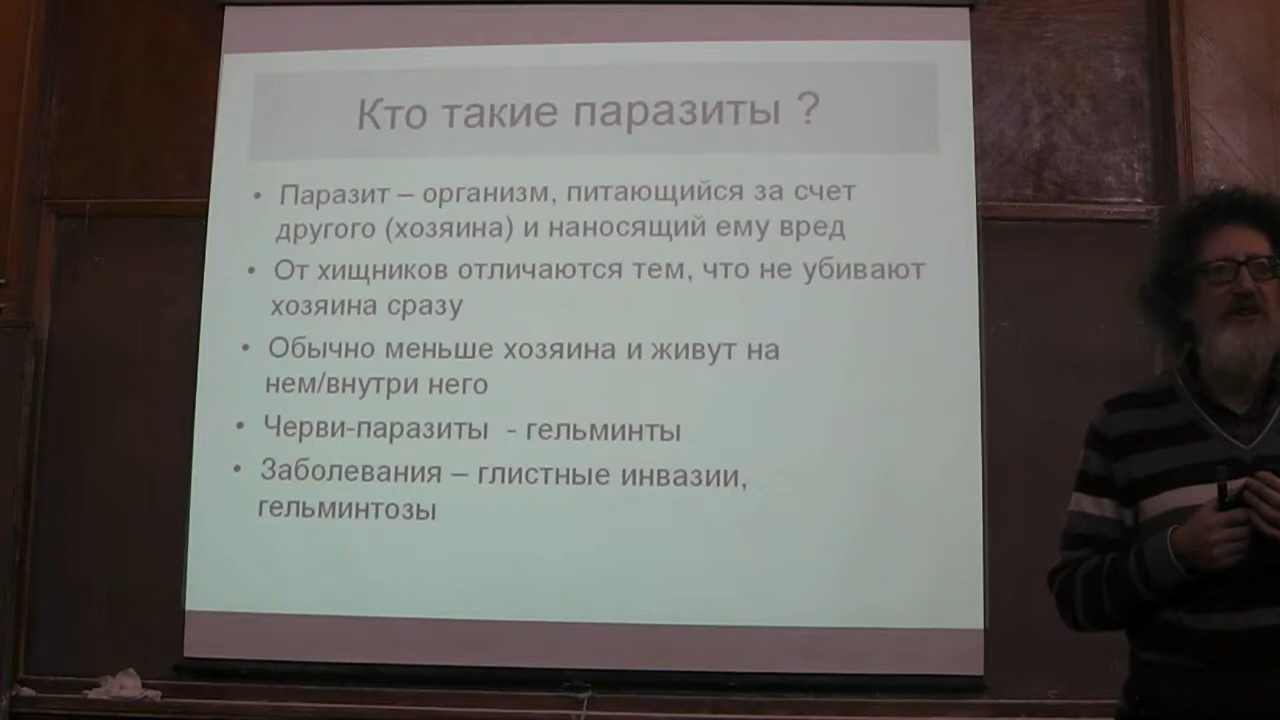 Кто такие паразиты ?
• Паразит – организм, питающийся за счет
другого (хозяина) и наносящий ему вред
• От хищников отличаются тем, что не убивают
хозяина сразу
• Обычно меньше хозяина и живут на
нем/внутри него
• Черви-паразиты - гельминты
• Заболевания – глистные инвазии,
гельминтозы